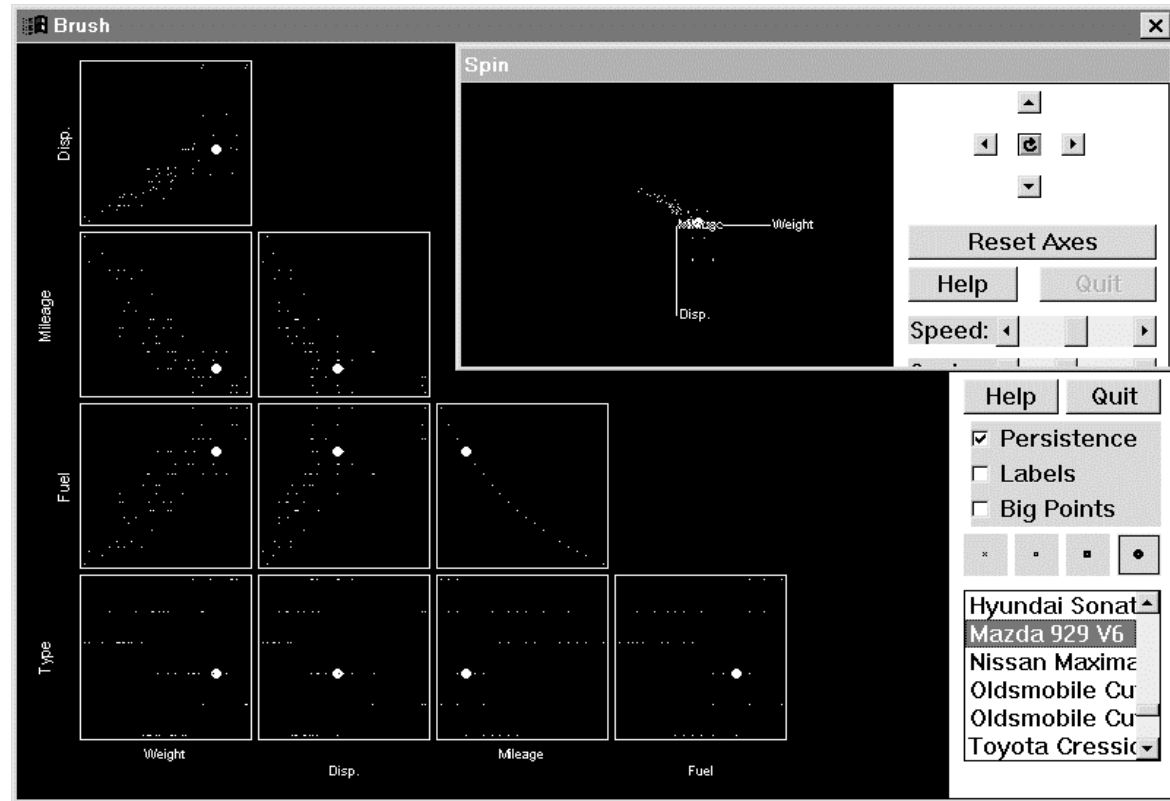 Brush
Spin
Disp.
Weight
Disp.
Reset Axes
Help Quit
Speed:
Mileage
Help Quit
Persistence
Labels
Big Points
Fuel
Hyundai Sonat
Mazda 929 V6
Nissan Maxima
Oldsmobile Cu
Oldsmobile Cu
Toyota Cressic
Type
Weight
Disp.
Mileage
Fuel